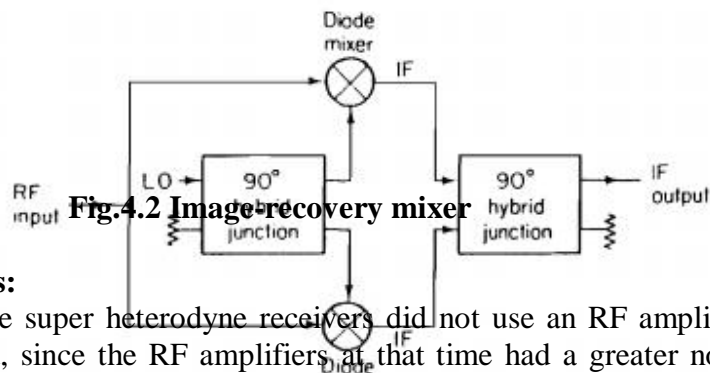 Diode
mixer
IF
LO
90°
hybrid
junction
90°
hybrid
junction
RF
input
IF
output
Fig.4.2 Image-recovery mixer
s:
e super heterodyne receivers did not use an RF ampli
, since the RF amplifiers at that time had a greater no
IF
Diode